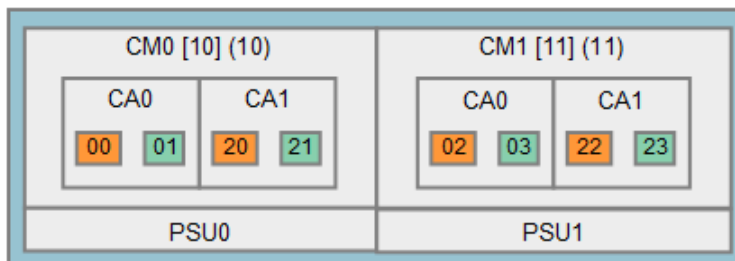 CM0 [10] (10) CM1 [11] (11)
CA0 CA1 CA0 CA1
00 01 20 21 02 03 22 23
PSU0 PSU1